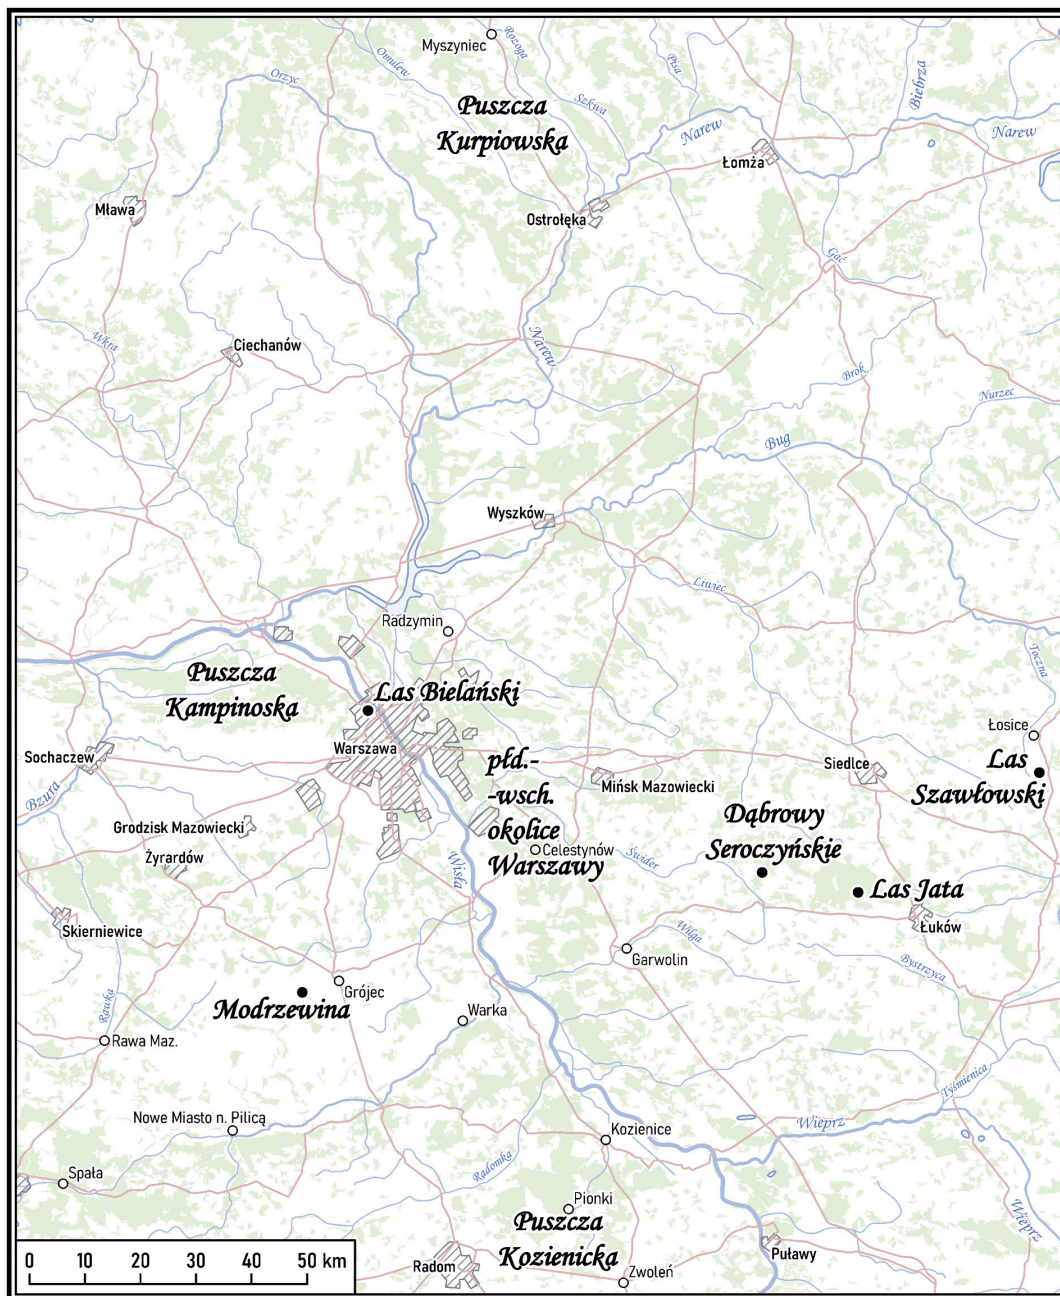 Myszyniec
Rozoga
Omulew
Orzyc
Pisa
Biebrza
Szkwa
Puszcza
Kurpiowska
Narew
Narew
Łomża
Mława
Ostrołęka
Gać
Wkra
Ciechanów
Narew
Brok
Nurzec
Bug
Wyszków
Liwiec
Radzymin
Toczna
Puszcza
Kampinoska
Las Bielański
Sochaczew
Warszawa
Łosice
płd.-
-wsch.
okolice
Warszawy
Mińsk Mazowiecki
Siedlce
Las
Szawłowski
Bzura
Grodzisk Mazowiecki
Żyrardów
Dąbrowy
Seroczyńskie
Celestynów
Świder
Wisła
Las Jata
Skierniewice
Łuków
Wilga
Garwolin
Bystrzyca
Grójec
Modrzewina
Rawka
Warka
Rawa Maz.
Tyśmienica
Nowe Miasto n. Pilicą
Kozienice
Wieprz
Spała
Radomka
Pionki
Puszcza
Kozienicka
Wieprz
Puławy
Radom
Zwoleń
0 10 20 30 50 km